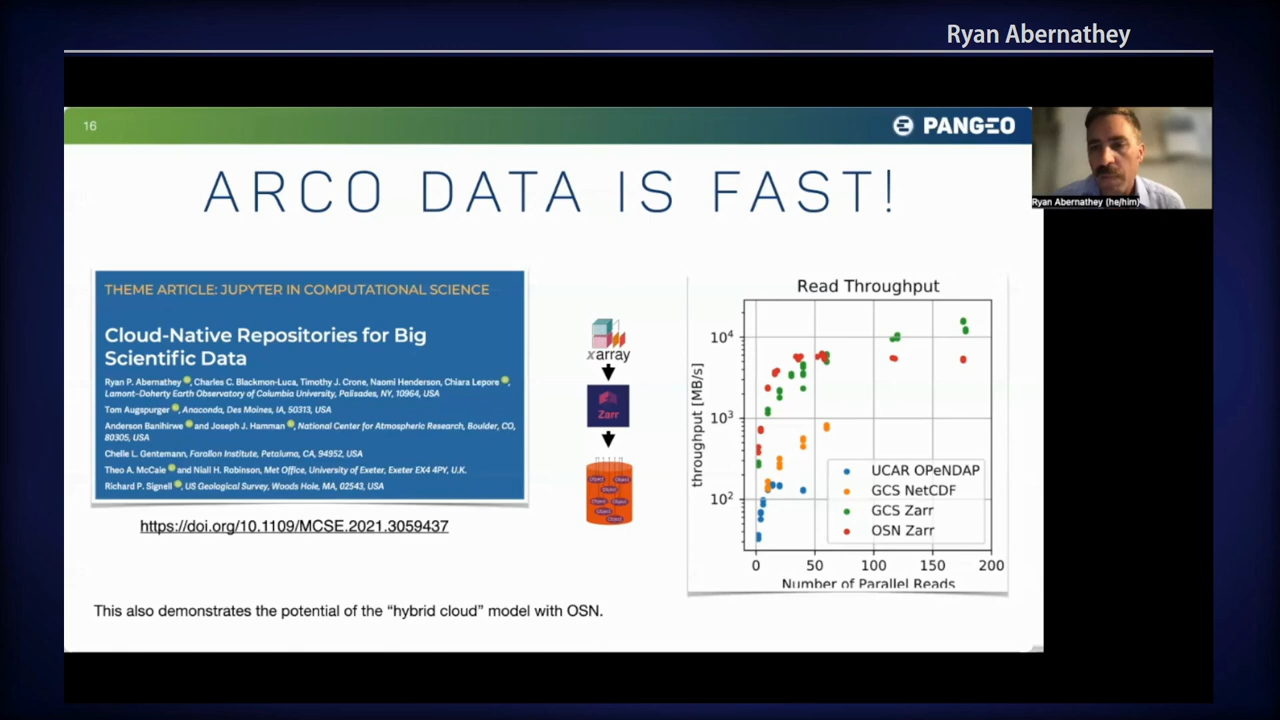 Ryan Abernathey
16
PANGEO
Ryan Abernathey (he/him)
ARCO DATA IS FAST!
THEME ARTICLE: JUPYTER IN COMPUTATIONAL SCIENCE
Cloud-Native Repositories for Big
Scientific Data
Ryan P. Abernathey, Charles C. Blackmon-Luca, Timothy J. Crone, Naomi Henderson, Chiara Lepore,
Lamont–Doherty Earth Observatory of Columbia University, Palisades, NY, 10964, USA
Tom Augspurger, Anaconda, Des Moines, IA, 50313, USA
Anderson Banihirwe and Joseph J. Hamman, National Center for Atmospheric Research, Boulder, CO,
80305, USA
Chelle L. Gentemann, Farallon Institute, Petaluma, CA, 94952, USA
Theo A. McCaie and Niall H. Robinson, Met Office, University of Exeter, Exeter EX4 4PY, U.K.
Richard P. Signell, US Geological Survey, Woods Hole, MA, 02543, USA
https://doi.org/10.1109/MCSE.2021.3059437
xarray
Zarr
Object Object
Object
Object Object
Object
Object
Read Throughput
throughput [MB/s]
10⁴
10³
10²
UCAR OPeNDAP
GCS NetCDF
GCS Zarr
OSN Zarr
0 50 100 150 200
Number of Parallel Reads
This also demonstrates the potential of the “hybrid cloud” model with OSN.